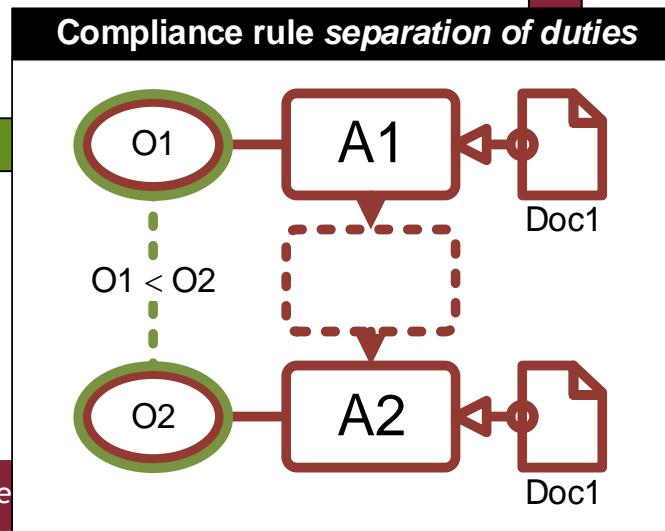 Compliance rule separation of duties
O1
A1
Doc1
O1 < O2
O2
A2
Doc1
e